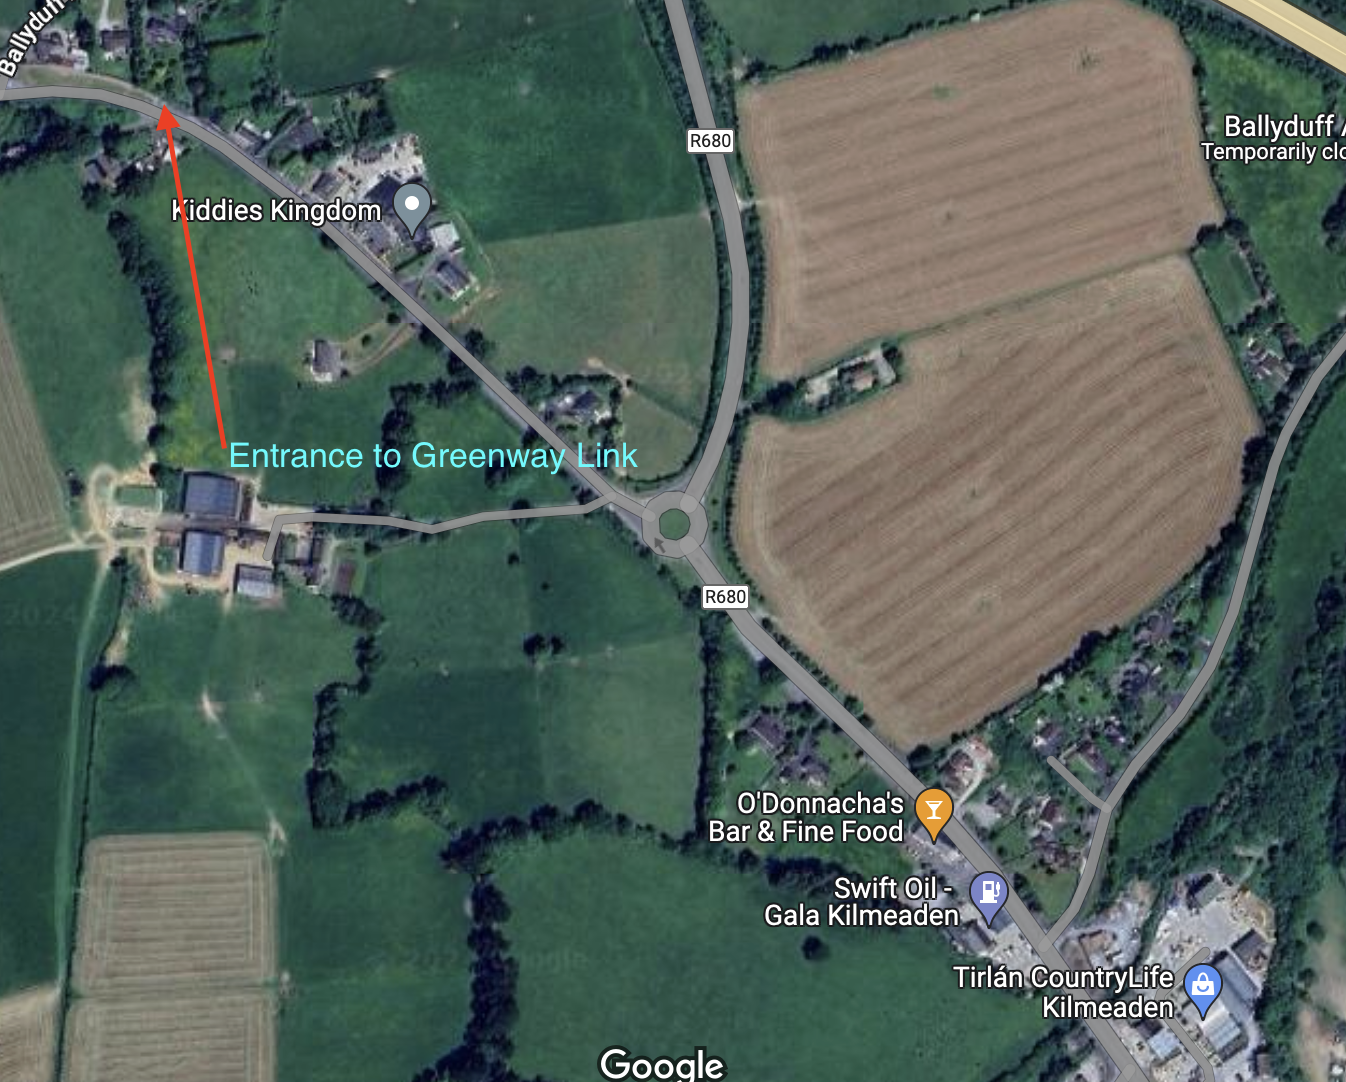 Ballyduff
R680
Ballyduff
Temporarily clo
Kiddies Kingdom
Entrance to Greenway Link
R680
O'Donnacha's
Bar & Fine Food
Swift Oil -
Gala Kilmeaden
Tirlán CountryLife
Kilmeaden
Google